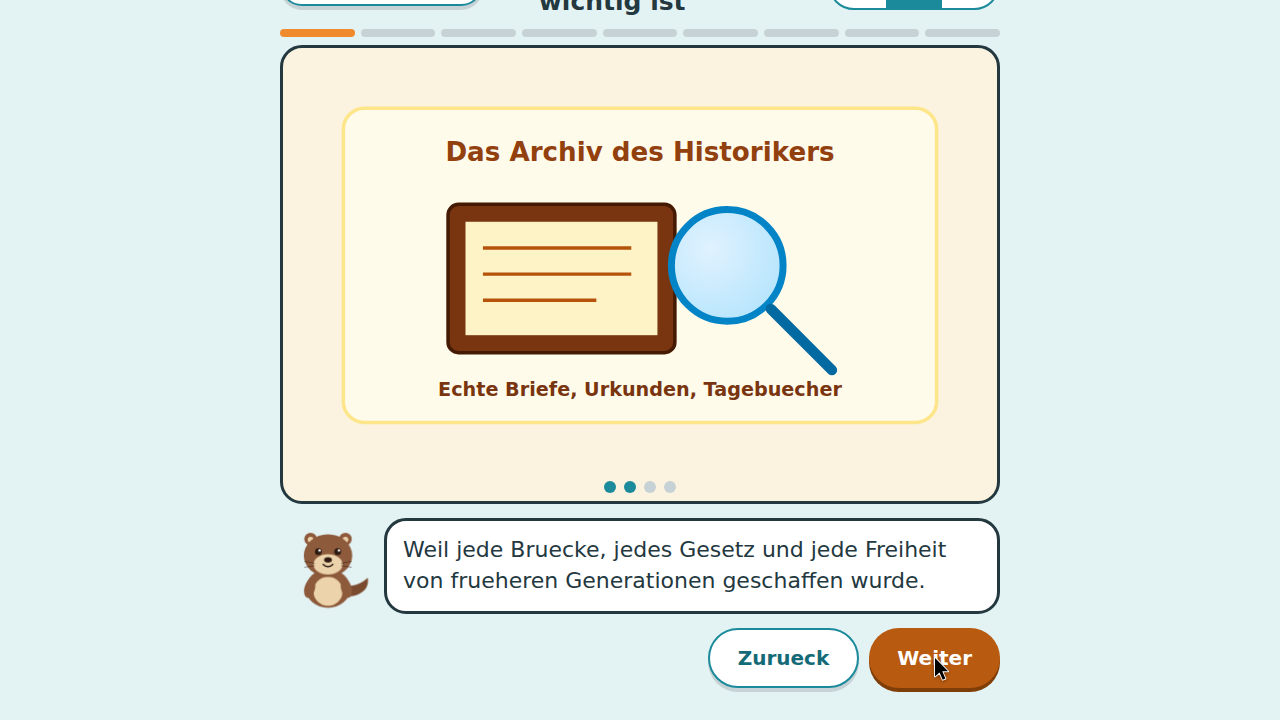 wichtig ist
Das Archiv des Historikers
Echte Briefe, Urkunden, Tagebuecher
Weil jede Bruecke, jedes Gesetz und jede Freiheit
von frueheren Generationen geschaffen wurde.
Zurueck
Weiter